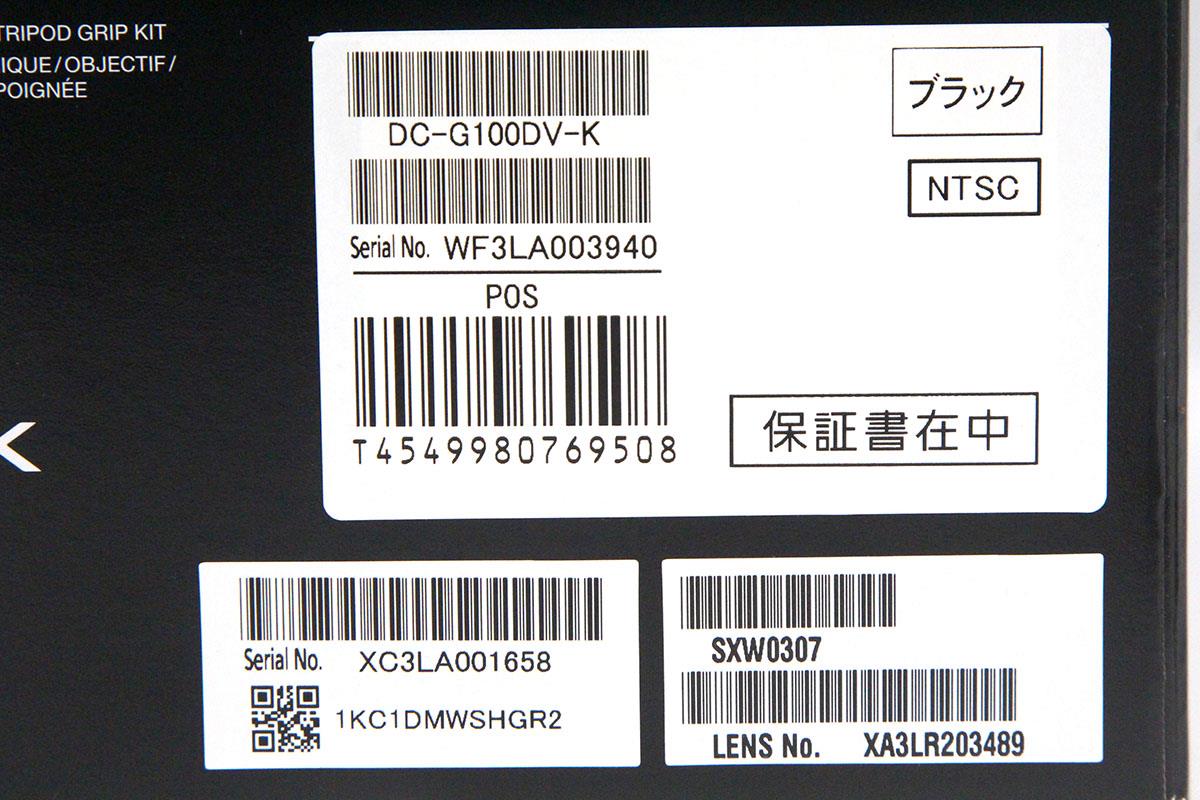 TRIPOD GRIP KIT
IQUE/OBJECTIF/
POIGNÉE
DC-G100DV-K
ブラック
NTSC
Serial No. WF3LA003940
POS
T4549980769508
保証書在中
Serial No. XC3LA001658
1KC1DMWSHGR2
SXW0307
LENS No. XA3LR203489